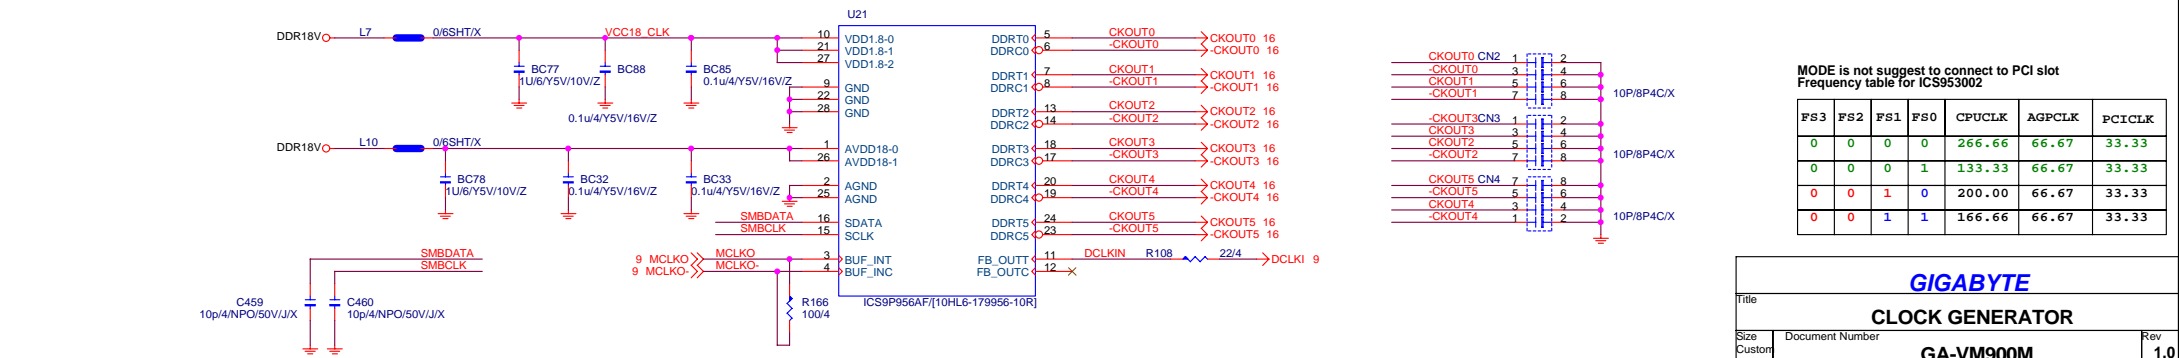 U21
DDR18V L7 0/6SHT/X VCC18_CLK
BC77
1U/6/Y5V/10V/Z
BC88
0.1u/4/Y5V/16V/Z
BC85
0.1u/4/Y5V/16V/Z
DDR18V L10 0/6SHT/X
BC78
1U/6/Y5V/10V/Z
BC32
0.1u/4/Y5V/16V/Z
BC33
0.1u/4/Y5V/16V/Z
10 VDD1.8-0
21 VDD1.8-1
27 VDD1.8-2
9 GND
22 GND
28 GND
1 AVDD18-0
26 AVDD18-1
2 AGND
25 AGND
SMBDATA 16 SDATA
SMBCLK 15 SCLK
9 MCLKO MCLKO 3 BUF_INT
9 MCLKO- MCLKO- 4 BUF_INC
SMBDATA
SMBCLK
C459
10p/4/NPO/50V/J/X
C460
10p/4/NPO/50V/J/X
R166
100/4
ICS9P956AF/[10HL6-179956-10R]
DDRT0 5 CKOUT0 CKOUT0 16
DDRC0 6 -CKOUT0 -CKOUT0 16
DDRT1 7 CKOUT1 CKOUT1 16
DDRC1 8 -CKOUT1 -CKOUT1 16
DDRT2 13 CKOUT2 CKOUT2 16
DDRC2 14 -CKOUT2 -CKOUT2 16
DDRT3 18 CKOUT3 CKOUT3 16
DDRC3 17 -CKOUT3 -CKOUT3 16
DDRT4 20 CKOUT4 CKOUT4 16
DDRC4 19 -CKOUT4 -CKOUT4 16
DDRT5 24 CKOUT5 CKOUT5 16
DDRC5 23 -CKOUT5 -CKOUT5 16
FB_OUTT 11 DCLKIN R108 22/4 DCLKI 9
FB_OUTC 12
CKOUT0 CN2 1 2
-CKOUT0 3 4
CKOUT1 5 6
-CKOUT1 7 8
10P/8P4C/X
-CKOUT3 CN3 1 2
CKOUT3 3 4
CKOUT2 5 6
-CKOUT2 7 8
10P/8P4C/X
CKOUT5 CN4 7 8
-CKOUT5 5 6
CKOUT4 3 4
-CKOUT4 1 2
10P/8P4C/X
MODE is not suggest to connect to PCI slot
Frequency table for ICS953002
FS3 FS2 FS1 FS0 CPUCLK AGPCLK PCICLK
0 0 0 0 266.66 66.67 33.33
0 0 0 1 133.33 66.67 33.33
0 0 1 0 200.00 66.67 33.33
0 0 1 1 166.66 66.67 33.33
GIGABYTE
Title
CLOCK GENERATOR
Size Document Number Rev
Custom GA-VM900M 1.0